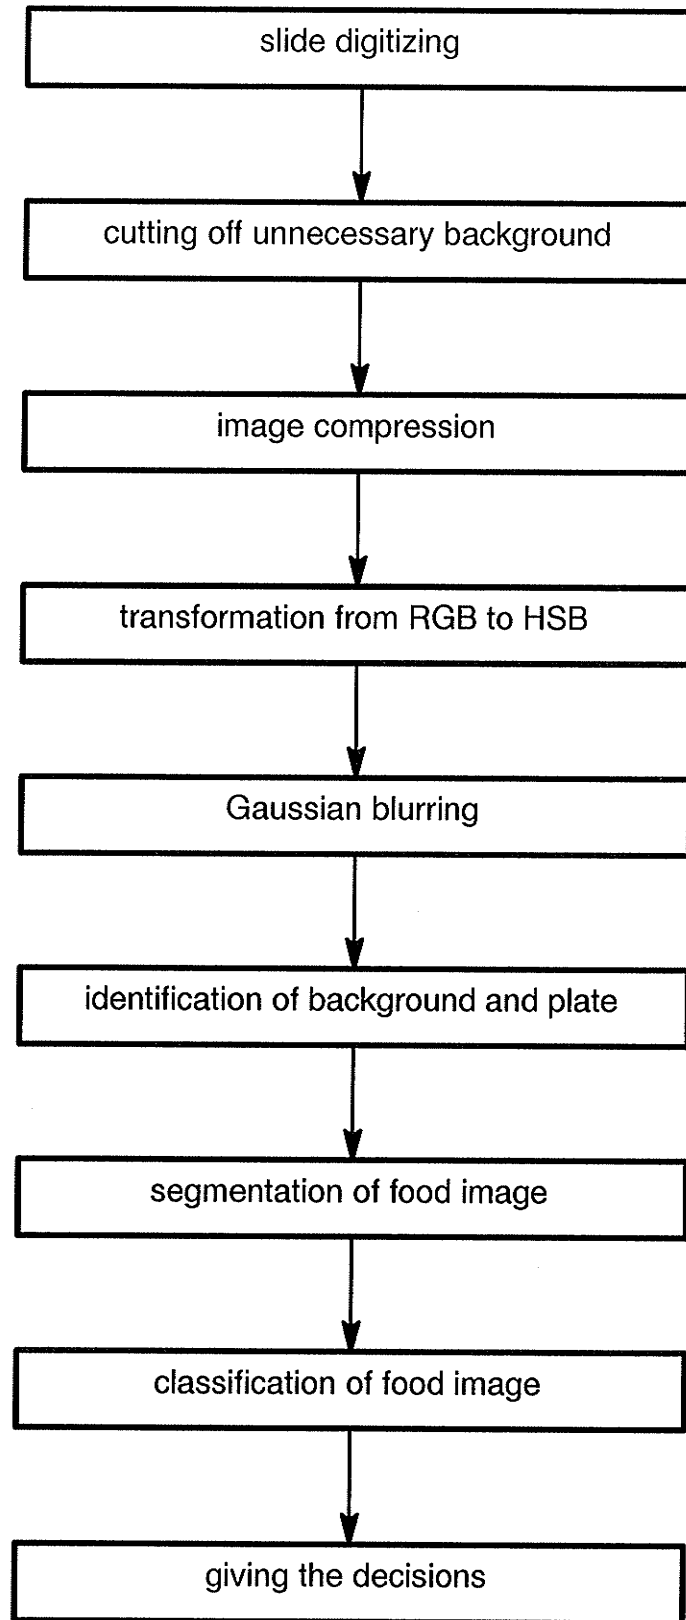 slide digitizing
cutting off unnecessary background
image compression
transformation from RGB to HSB
Gaussian blurring
identification of background and plate
segmentation of food image
classification of food image
giving the decisions